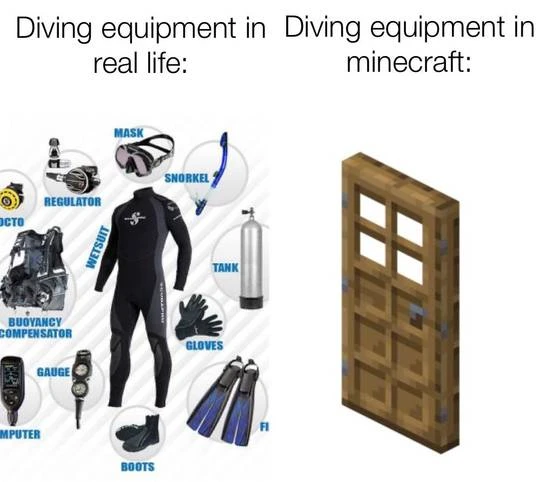 Diving equipment in
real life:
Diving equipment in
minecraft:
MASK
SNORKEL
REGULATOR
OCTO
WETSUIT
TANK
BUOYANCY
COMPENSATOR
GLOVES
GAUGE
MPUTER
FI
BOOTS